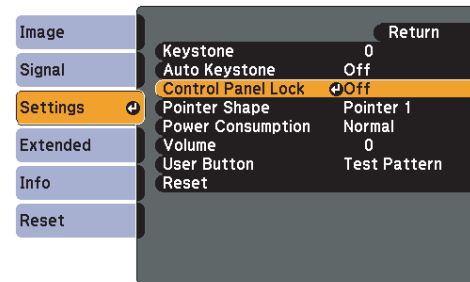 Image
Signal
Settings
Extended
Info
Reset
Return
Keystone 0
Auto Keystone Off
Control Panel Lock Off
Pointer Shape Pointer 1
Power Consumption Normal
Volume 0
User Button Test Pattern
Reset